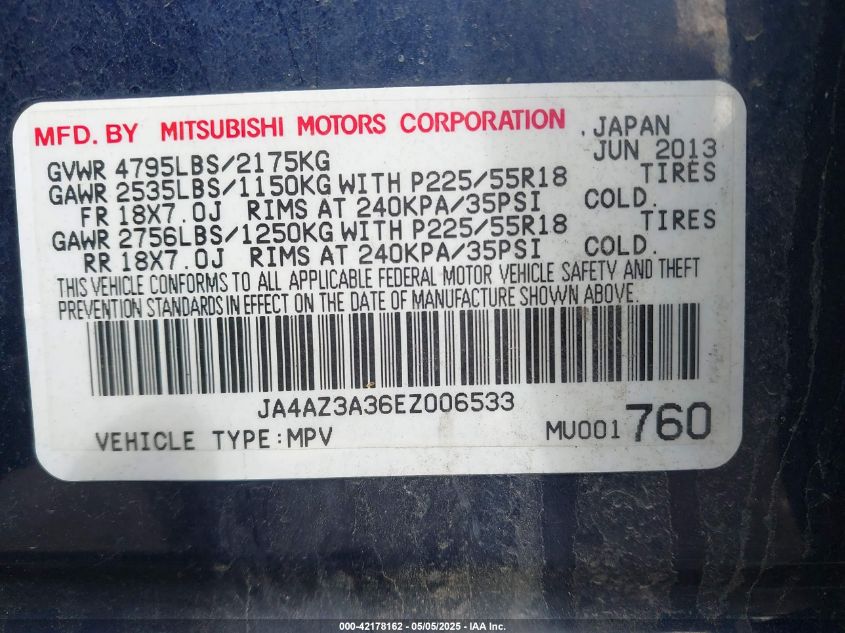 MFD. BY MITSUBISHI MOTORS CORPORATION , JAPAN
GVWR 4795LBS/2175KG JUN 2013
GAWR 2535LBS/1150KG WITH P225/55R18 TIRES
FR 18X7.0J RIMS AT 240KPA/35PSI COLD.
GAWR 2756LBS/1250KG WITH P225/55R18 TIRES
RR 18X7.0J RIMS AT 240KPA/35PSI COLD.
THIS VEHICLE CONFORMS TO ALL APPLICABLE FEDERAL MOTOR VEHICLE SAFETY AND THEFT
PREVENTION STANDARDS IN EFFECT ON THE DATE OF MANUFACTURE SHOWN ABOVE.
JA4AZ3A36EZ006533
VEHICLE TYPE:MPV MU001 760
000-42178162 - 05/05/2025 - IAA Inc.